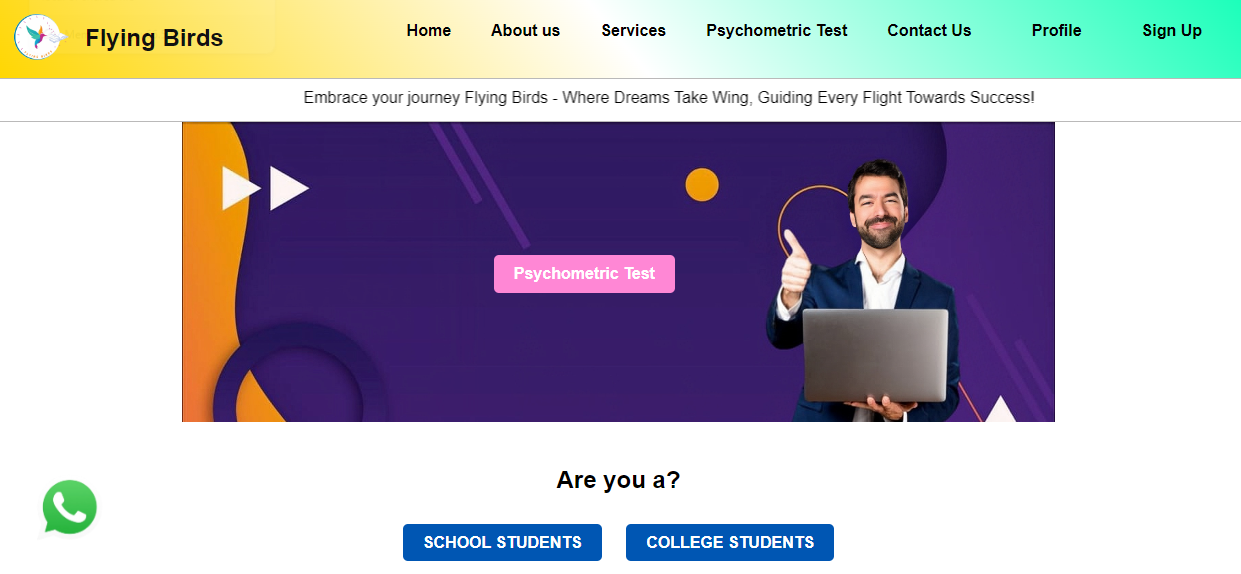 Flying Birds
Home
About us
Services
Psychometric Test
Contact Us
Profile
Sign Up
Embrace your journey Flying Birds - Where Dreams Take Wing, Guiding Every Flight Towards Success!
Psychometric Test
Are you a?
SCHOOL STUDENTS
COLLEGE STUDENTS